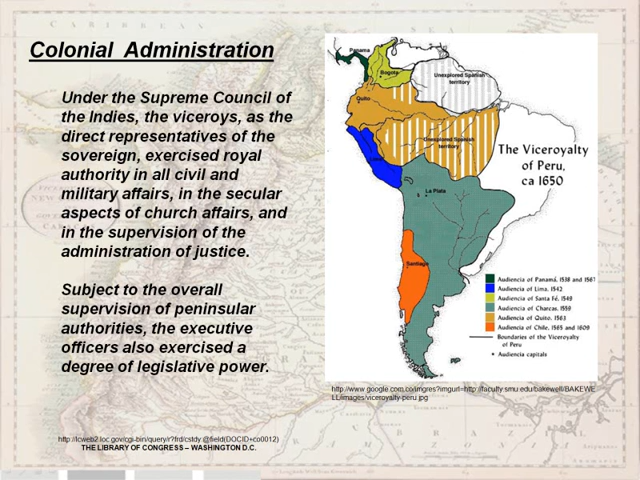 Colonial Administration
Under the Supreme Council of
the Indies, the viceroys, as the
direct representatives of the
sovereign, exercised royal
authority in all civil and
military affairs, in the secular
aspects of church affairs, and
in the supervision of the
administration of justice.
Subject to the overall
supervision of peninsular
authorities, the executive
officers also exercised a
degree of legislative power.
http://lcweb2.loc.gov/cgi-bin/query/r?frd/cstdy:@field(DOCID+co0012)
THE LIBRARY OF CONGRESS – WASHINGTON D.C.
Panama
Bogota
Unexplored Spanish
territory
Quito
Unexplored Spanish
territory
The Viceroyalty
of Peru,
ca 1650
La Plata
Santiago
Audiencia of Panamá, 1538 and 1567
Audiencia of Lima, 1542
Audiencia of Santa Fé, 1549
Audiencia of Charcas, 1559
Audiencia of Quito, 1563
Audiencia of Chile, 1565 and 1609
Boundaries of the Viceroyalty
of Peru
Audiencia capitals
http://www.google.com.co/imgres?imgurl=http://faculty.smu.edu/bakewell/BAKEWE
LL/images/viceroyalty-peru.jpg